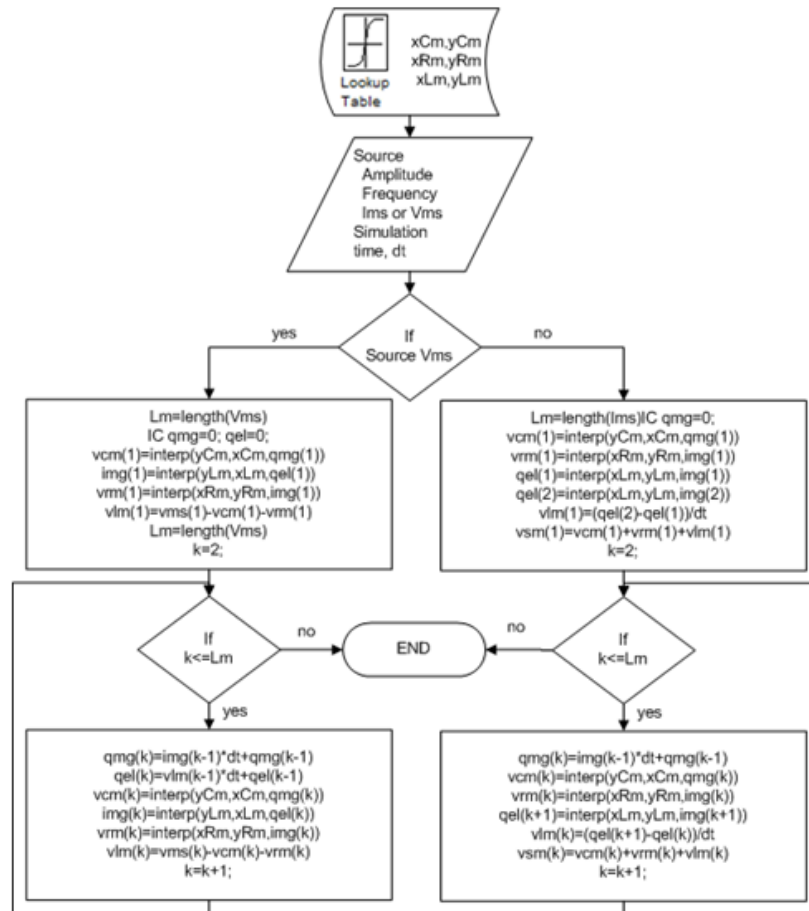 xCm,yCm
xRm,yRm
xLm,yLm
Lookup
Table
Source
Amplitude
Frequency
Ims or Vms
Simulation
time, dt
If
Source Vms
yes
no
Lm=length(Vms)
IC qmg=0; qel=0;
vcm(1)=interp(yCm,xCm,qmg(1))
img(1)=interp(yLm,xLm,qel(1))
vrm(1)=interp(xRm,yRm,img(1))
vlm(1)=vms(1)-vcm(1)-vrm(1)
Lm=length(Vms)
k=2;
Lm=length(Ims)IC qmg=0;
vcm(1)=interp(yCm,xCm,qmg(1))
vrm(1)=interp(xRm,yRm,img(1))
qel(1)=interp(xLm,yLm,img(1))
qel(2)=interp(xLm,yLm,img(2))
vlm(1)=(qel(2)-qel(1))/dt
vsm(1)=vcm(1)+vrm(1)+vlm(1)
k=2;
If
k<=Lm
no
END
no
If
k<=Lm
yes
yes
qmg(k)=img(k-1)*dt+qmg(k-1)
qel(k)=vlm(k-1)*dt+qel(k-1)
vcm(k)=interp(yCm,xCm,qmg(k))
img(k)=interp(yLm,xLm,qel(k))
vrm(k)=interp(xRm,yRm,img(k))
vlm(k)=vms(k)-vcm(k)-vrm(k)
k=k+1;
qmg(k)=img(k-1)*dt+qmg(k-1)
vcm(k)=interp(yCm,xCm,qmg(k))
vrm(k)=interp(xRm,yRm,img(k))
qel(k+1)=interp(xLm,yLm,img(k+1))
vlm(k)=(qel(k+1)-qel(k))/dt
vsm(k)=vcm(k)+vrm(k)+vlm(k)
k=k+1;